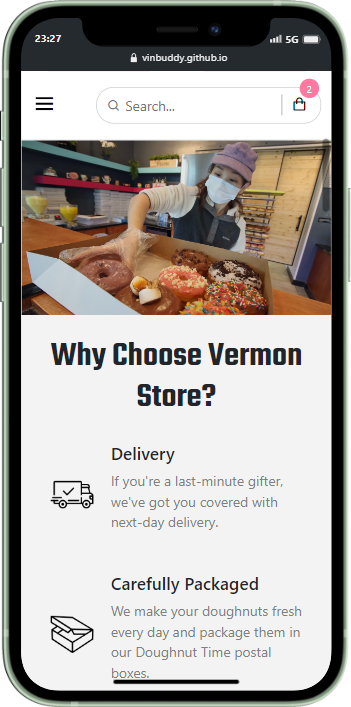 23:27
5G
vinbuddy.github.io
Search...
2
Why Choose Vermon
Store?
Delivery
If you're a last-minute gifter,
we've got you covered with
next-day delivery.
Carefully Packaged
We make your doughnuts fresh
every day and package them in
our Doughnut Time postal
boxes.